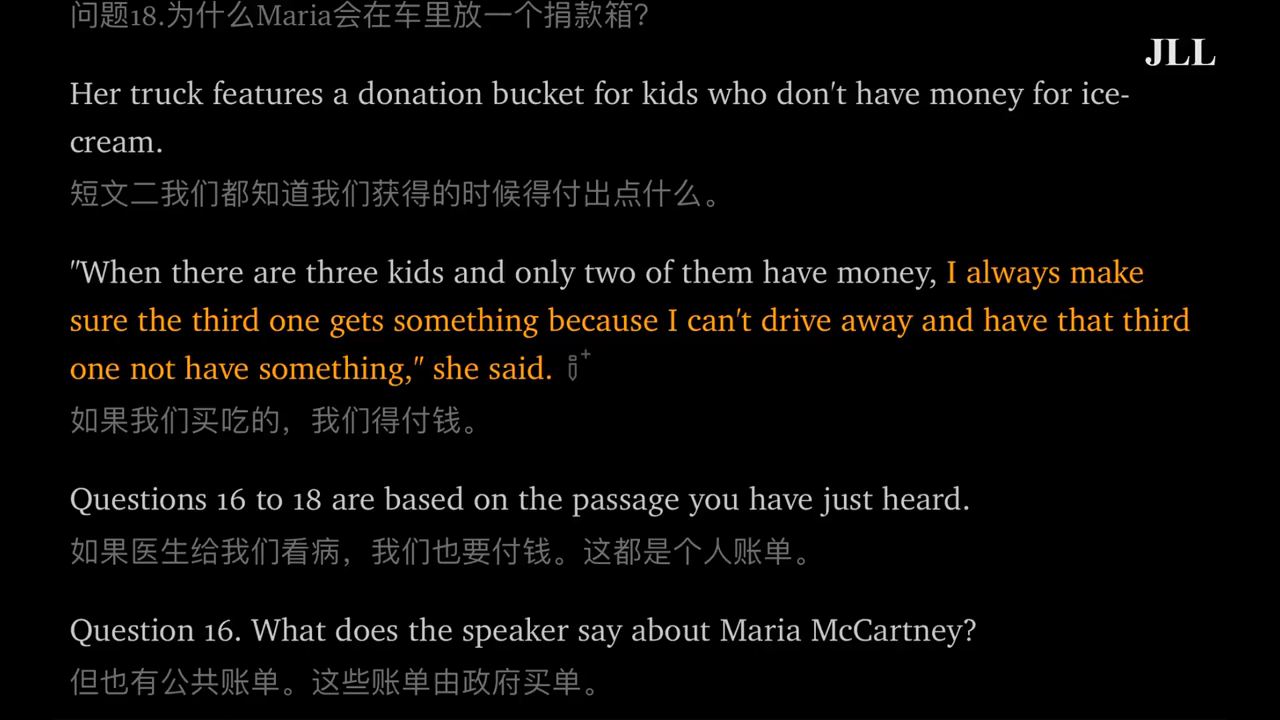 问题18.为什么Maria会在车里放一个捐款箱？
JLL
Her truck features a donation bucket for kids who don't have money for ice-
cream.
短文二我们都知道我们获得的时候得付出点什么。
"When there are three kids and only two of them have money, I always make
sure the third one gets something because I can't drive away and have that third
one not have something," she said.
如果我们买吃的，我们得付钱。
Questions 16 to 18 are based on the passage you have just heard.
如果医生给我们看病，我们也要付钱。这都是个人账单。
Question 16. What does the speaker say about Maria McCartney?
但也有公共账单。这些账单由政府买单。